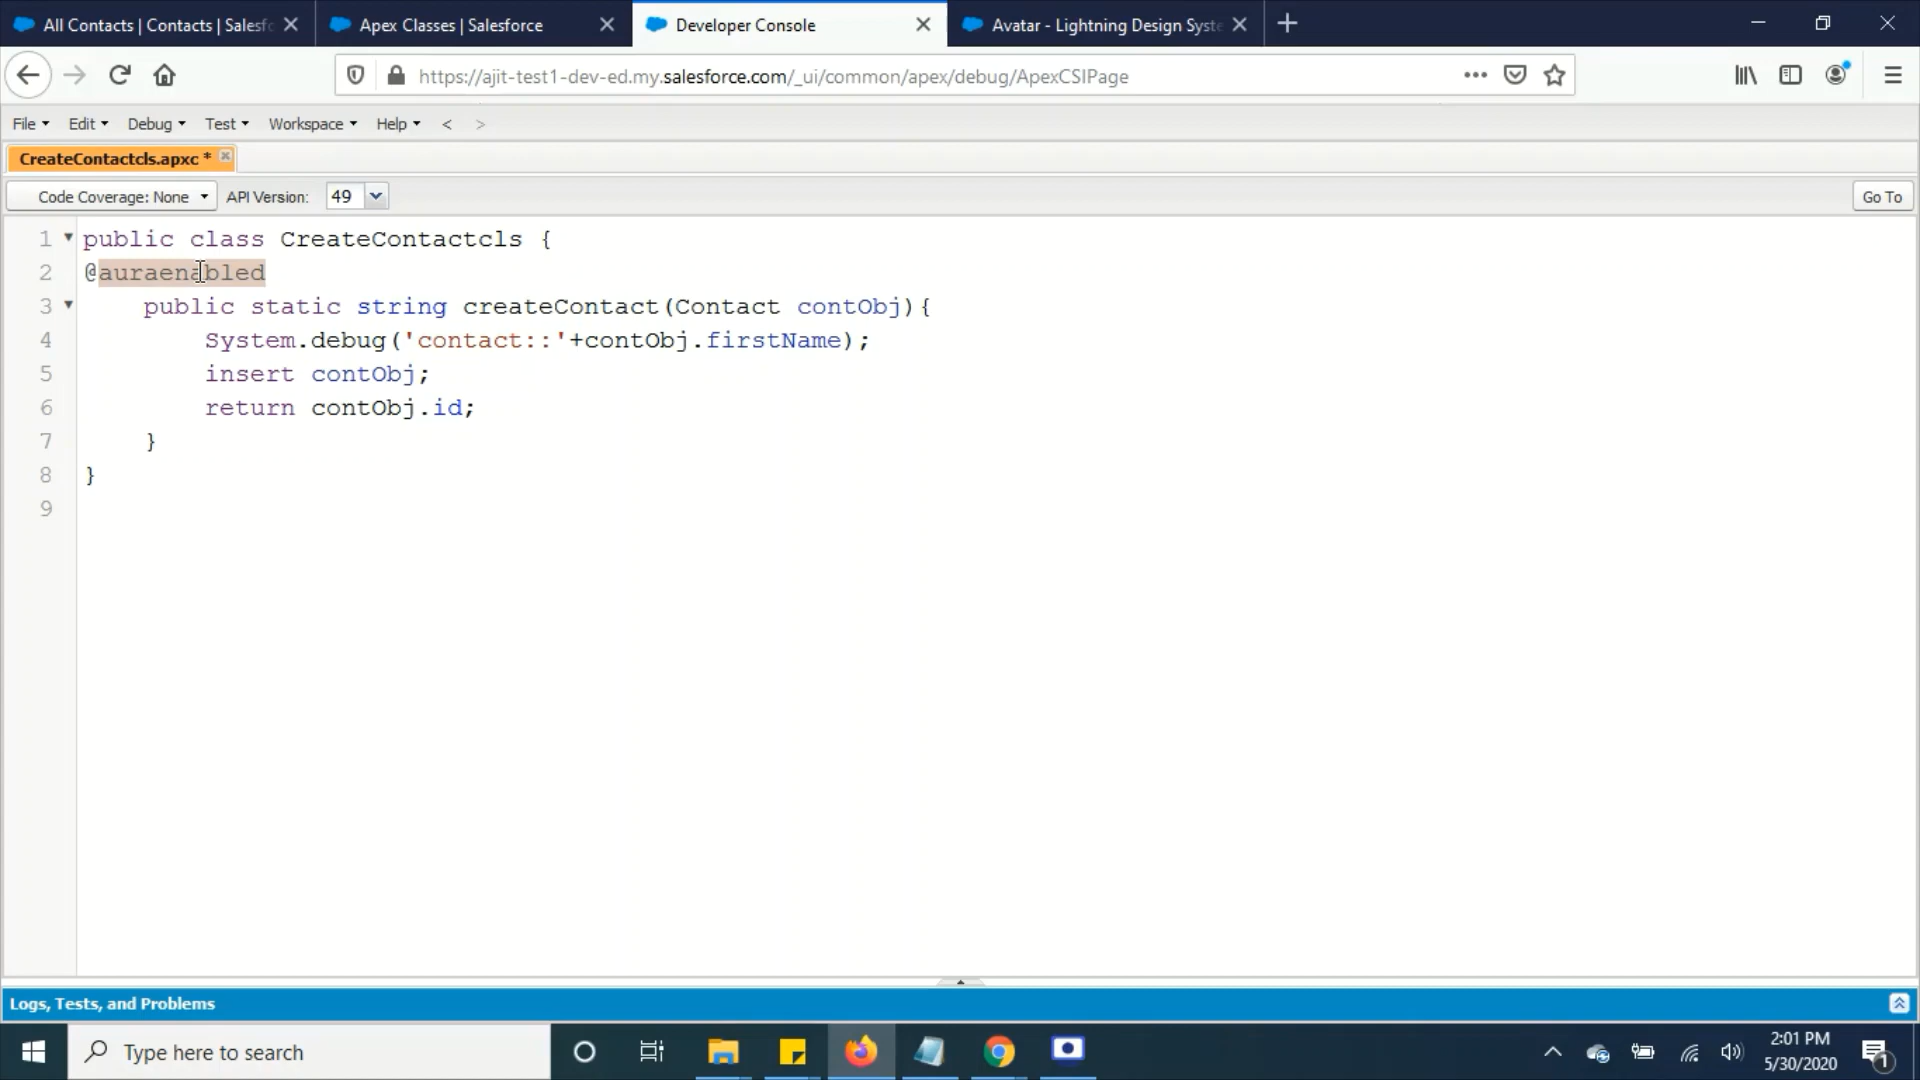 All Contacts | Contacts | Salesfo
Apex Classes | Salesforce
Developer Console
Avatar - Lightning Design Syste
https://ajit-test1-dev-ed.my.salesforce.com/_ui/common/apex/debug/ApexCSIPage
File Edit Debug Test Workspace Help < >
CreateContactcls.apxc *
Code Coverage: None API Version: 49 Go To
1 public class CreateContactcls {
2 @auraenabled
3 public static string createContact(Contact contObj){
4 System.debug('contact::'+contObj.firstName);
5 insert contObj;
6 return contObj.id;
7 }
8 }
9
Logs, Tests, and Problems
Type here to search
2:01 PM
5/30/2020
1